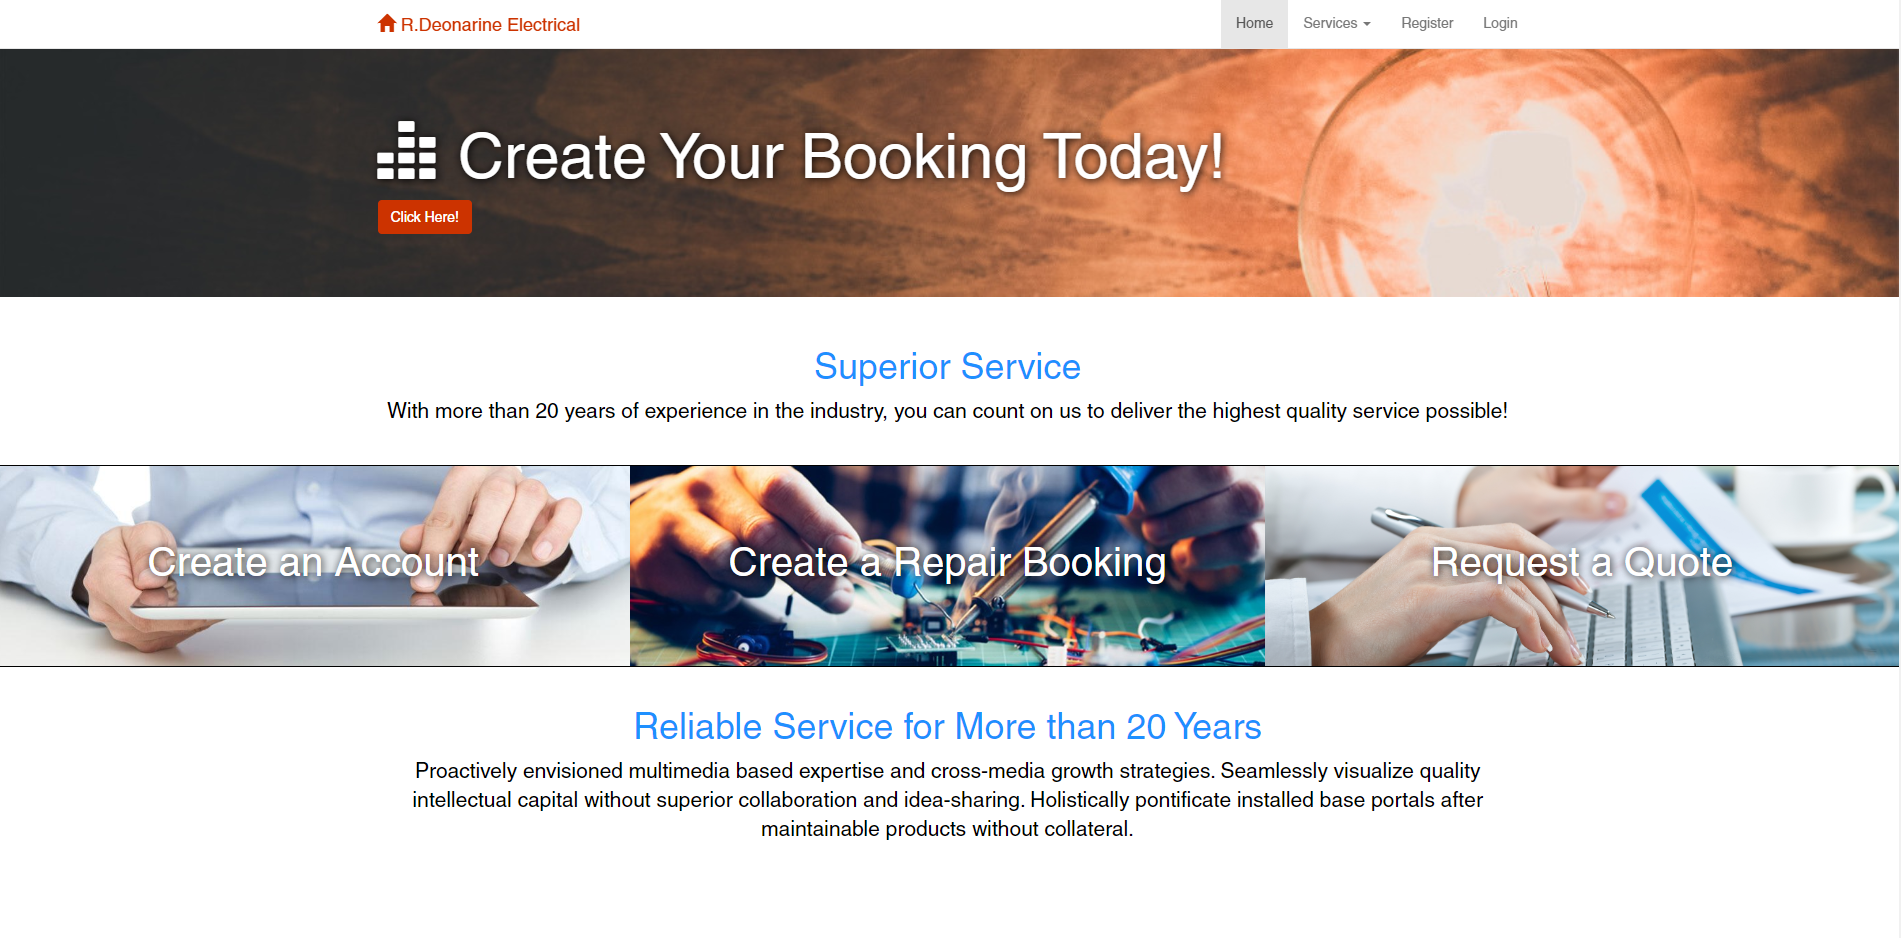 R.Deonarine Electrical
Home Services Register Login
Create Your Booking Today!
Click Here!
Superior Service
With more than 20 years of experience in the industry, you can count on us to deliver the highest quality service possible!
Create an Account
Create a Repair Booking
Request a Quote
Reliable Service for More than 20 Years
Proactively envisioned multimedia based expertise and cross-media growth strategies. Seamlessly visualize quality
intellectual capital without superior collaboration and idea-sharing. Holistically pontificate installed base portals after
maintainable products without collateral.